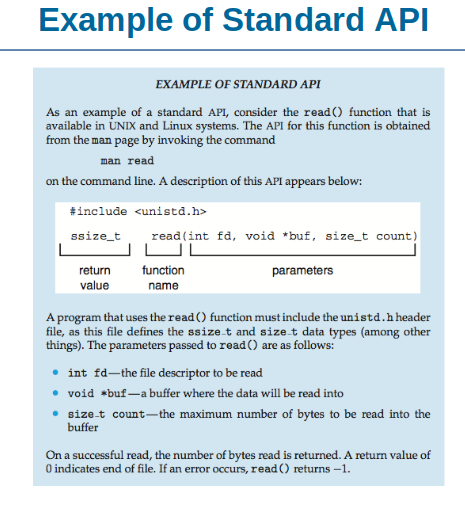 Example of Standard API
EXAMPLE OF STANDARD API
As an example of a standard API, consider the read() function that is
available in UNIX and Linux systems. The API for this function is obtained
from the man page by invoking the command
man read
on the command line. A description of this API appears below:
#include <unistd.h>
ssize_t read(int fd, void *buf, size_t count)
return function parameters
value name
A program that uses the read() function must include the unistd.h header
file, as this file defines the ssize_t and size_t data types (among other
things). The parameters passed to read() are as follows:
• int fd—the file descriptor to be read
• void *buf—a buffer where the data will be read into
• size_t count—the maximum number of bytes to be read into the
buffer
On a successful read, the number of bytes read is returned. A return value of
0 indicates end of file. If an error occurs, read() returns −1.